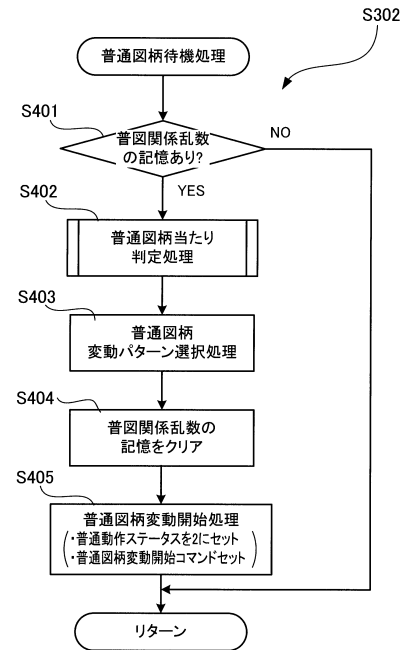 S302
普通図柄待機処理
S401
普図関係乱数
の記憶あり?
NO
YES
S402
普通図柄当たり
判定処理
S403
普通図柄
変動パターン選択処理
S404
普図関係乱数の
記憶をクリア
S405
普通図柄変動開始処理
・普通動作ステータスを2にセット
・普通図柄変動開始コマンドセット
リターン